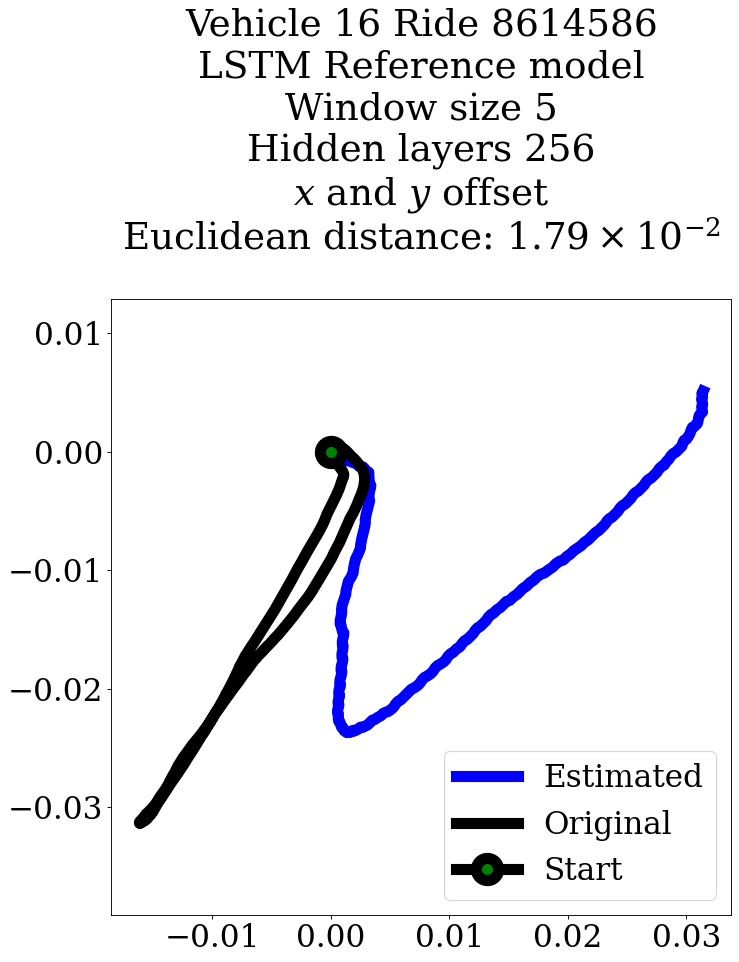 Vehicle 16 Ride 8614586
LSTM Reference model
Window size 5
Hidden layers 256
x and y offset
Euclidean distance: 1.79 × 10⁻²
0.01
0.00
−0.01
−0.02
−0.03
Estimated
Original
Start
−0.01 0.00 0.01 0.02 0.03